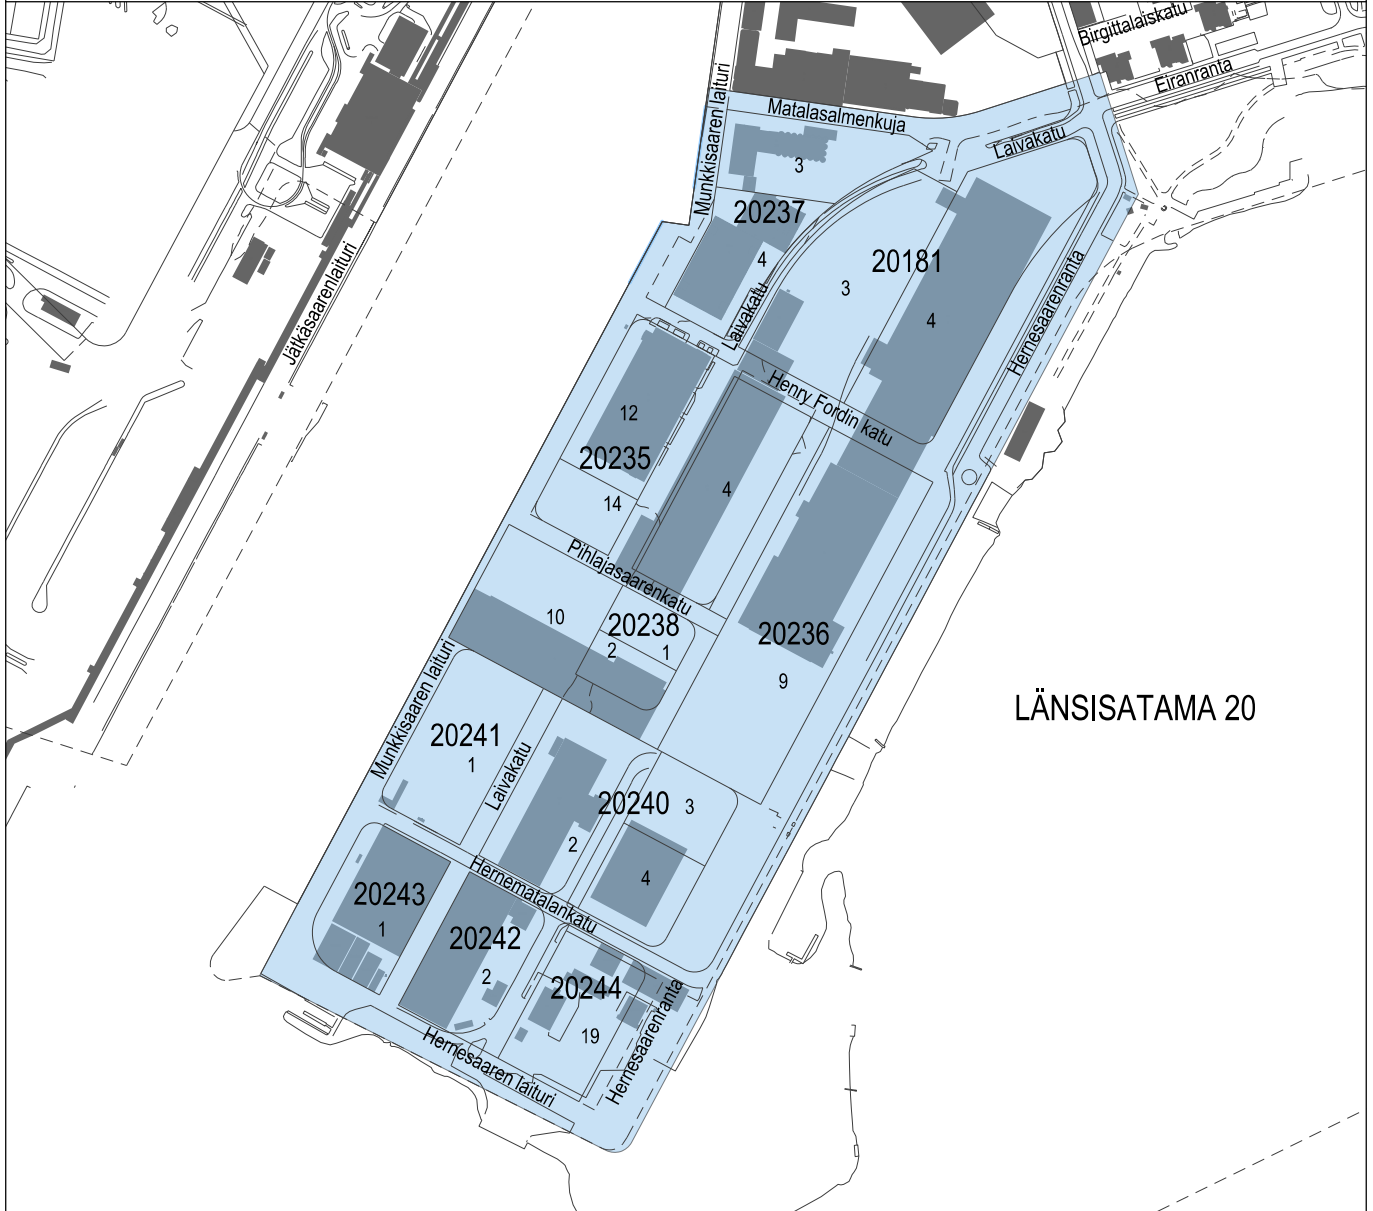 Birgittalaiskatu
Eiranranta
Munkkisaaren laituri
Matalasalmenkuja
Laivakatu
3
20237
4
20181
3
4
Jätkäsaarenlaituri
Laivakatu
Hernesaarenranta
Henry Fordin katu
12
20235
14
4
Pihlajasaarenkatu
10
20238
2
1
20236
9
LÄNSISATAMA 20
Munkkisaaren laituri
20241
1
Laivakatu
20240
3
2
4
Hernematalankatu
20243
1
20242
2
20244
19
Hernesaarenranta
Hernesaaren laituri